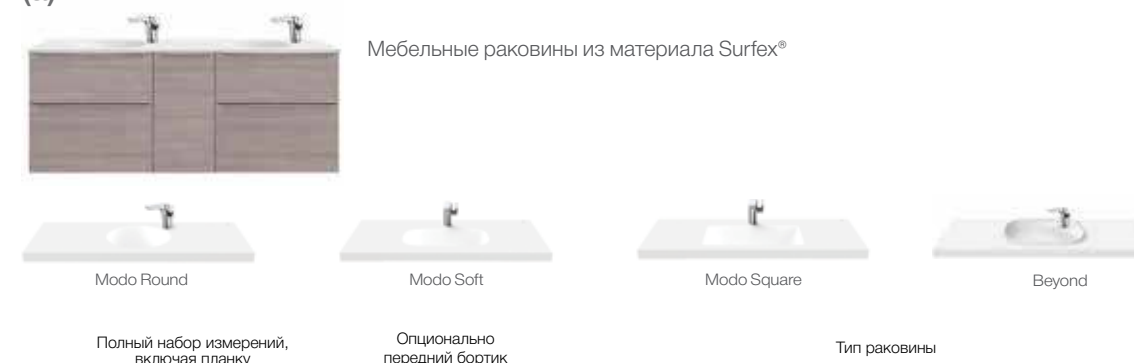 Мебельные раковины из материала Surfex®
Modo Round
Modo Soft
Modo Square
Beyond
Полный набор измерений,
включая планку
Опционально
передний бортик
Тип раковины